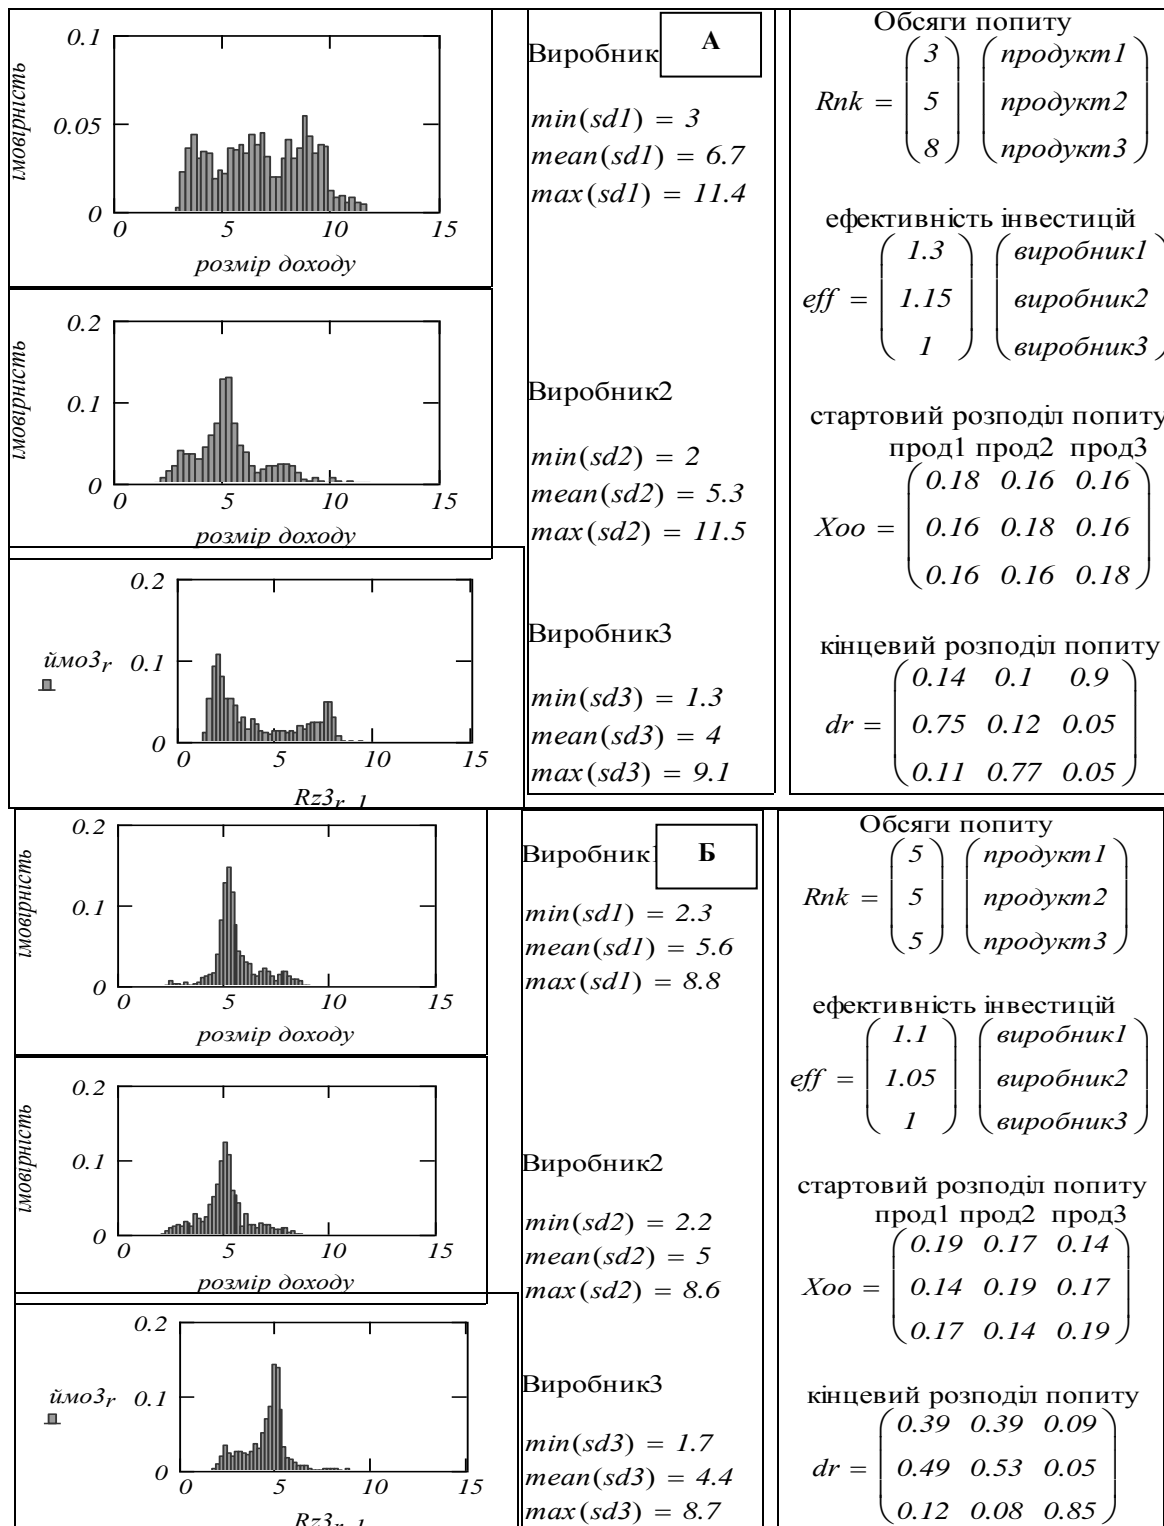 0.1
0.05
0
0 5 10 15
імовірність
розмір доходу
Виробник
А
min(sd1) = 3
mean(sd1) = 6.7
max(sd1) = 11.4
Обсяги попиту
Rnk = ( 3 5 8 ) ( продукт1 продукт2 продукт3 )
ефективність інвестицій
eff = ( 1.3 1.15 1 ) ( виробник1 виробник2 виробник3 )
0.2
0.1
0
0 5 10 15
імовірність
розмір доходу
Виробник2
min(sd2) = 2
mean(sd2) = 5.3
max(sd2) = 11.5
стартовий розподіл попиту
прод1 прод2 прод3
0.18 0.16 0.16
Xoo = 0.16 0.18 0.16
0.16 0.16 0.18
0.2
ймо3r 0.1
0
0 5 10 15
Rz3r 1
Виробник3
min(sd3) = 1.3
mean(sd3) = 4
max(sd3) = 9.1
кінцевий розподіл попиту
0.14 0.1 0.9
dr = 0.75 0.12 0.05
0.11 0.77 0.05
0.2
0.1
0
0 5 10 15
імовірність
розмір доходу
Виробник1
Б
min(sd1) = 2.3
mean(sd1) = 5.6
max(sd1) = 8.8
Обсяги попиту
Rnk = ( 5 5 5 ) ( продукт1 продукт2 продукт3 )
ефективність інвестицій
eff = ( 1.1 1.05 1 ) ( виробник1 виробник2 виробник3 )
0.2
0.1
0
0 5 10 15
імовірність
розмір доходу
Виробник2
min(sd2) = 2.2
mean(sd2) = 5
max(sd2) = 8.6
стартовий розподіл попиту
прод1 прод2 прод3
0.19 0.17 0.14
Xoo = 0.14 0.19 0.17
0.17 0.14 0.19
0.2
ймо3r 0.1
0
0 5 10 15
Rz3r 1
Виробник3
min(sd3) = 1.7
mean(sd3) = 4.4
max(sd3) = 8.7
кінцевий розподіл попиту
0.39 0.39 0.09
dr = 0.49 0.53 0.05
0.12 0.08 0.85